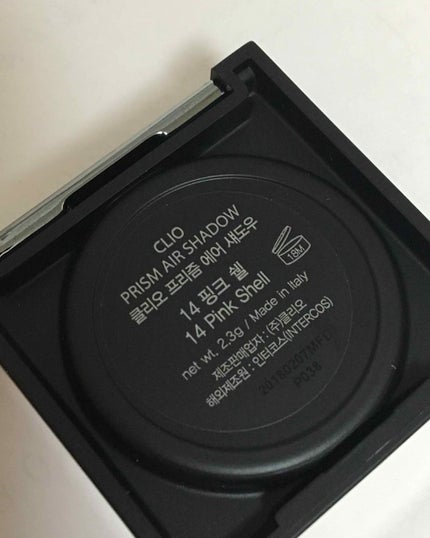 CLIO
PRISM AIR SHADOW
클리오 프리즘 에어 섀도우
14 핑크 쉘
14 Pink Shell
18M
net wt. 2.3g / Made in Italy
제조판매업자 : (주)클리오
해외제조원 : 인터코스(INTERCOS)
20180207MFD
P038